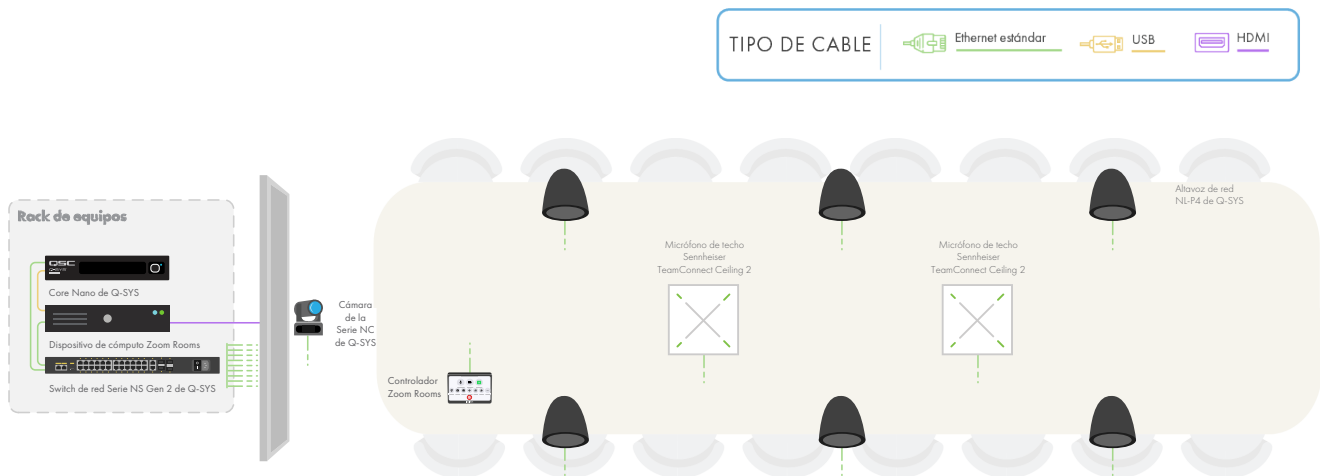 TIPO DE CABLE
Ethernet estándar
USB
HDMI
Rack de equipos
QSC
Q-SYS
Core Nano de Q-SYS
Dispositivo de cómputo Zoom Rooms
Switch de red Serie NS Gen 2 de Q-SYS
Cámara
de la
Serie NC
de Q-SYS
Controlador
Zoom Rooms
Micrófono de techo
Sennheiser
TeamConnect Ceiling 2
Micrófono de techo
Sennheiser
TeamConnect Ceiling 2
Altavoz de red
NL-P4 de Q-SYS